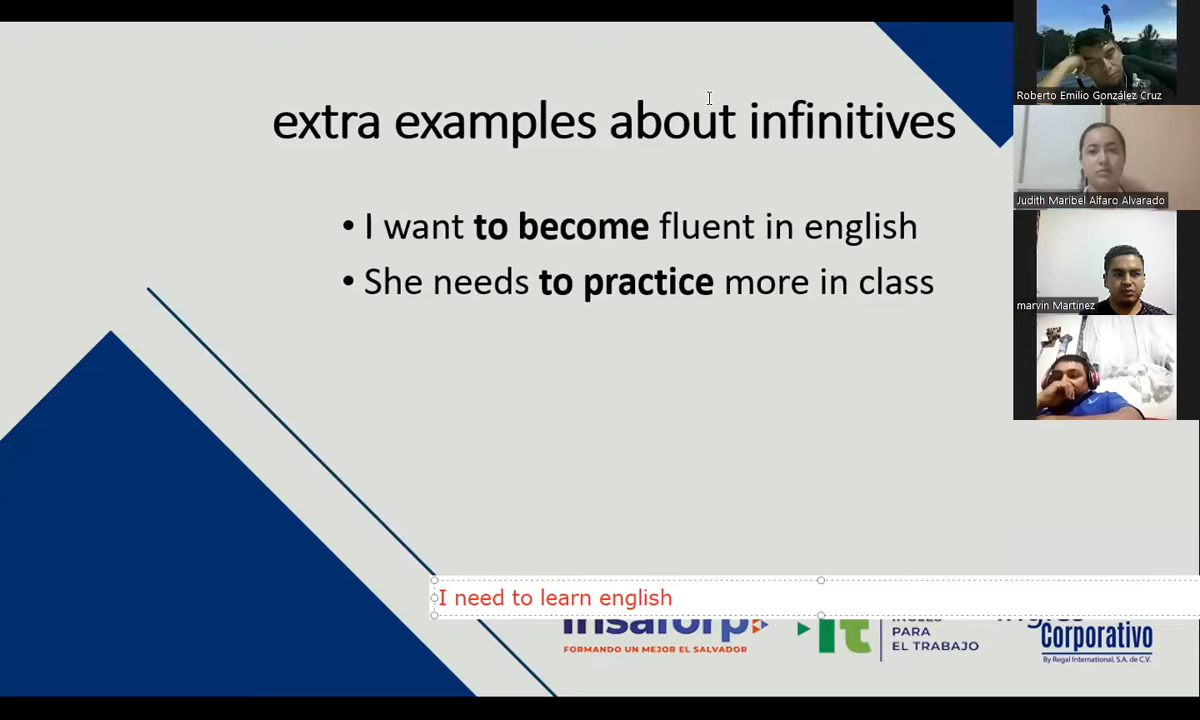 extra examples about infinitives
• I want to become fluent in english
• She needs to practice more in class
I need to learn english
insaforp
FORMANDO UN MEJOR EL SALVADOR
it
INGLÉS
PARA
EL TRABAJO
Corporativo
By Regal International, S.A. de C.V.
Roberto Emilio González Cruz
Judith Maribel Alfaro Alvarado
marvin Martinez